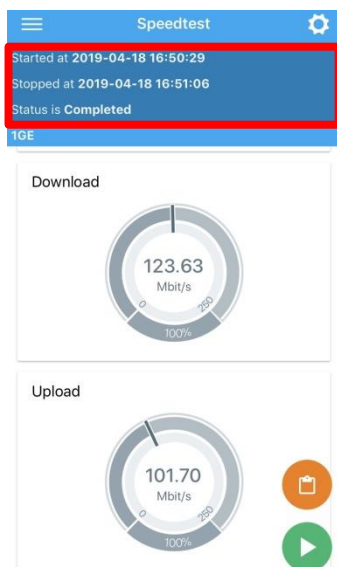 Speedtest
Started at 2019-04-18 16:50:29
Stopped at 2019-04-18 16:51:06
Status is Completed
1GE
Download
123.63
Mbit/s
0 250
100%
Upload
101.70
Mbit/s
0 250
100%